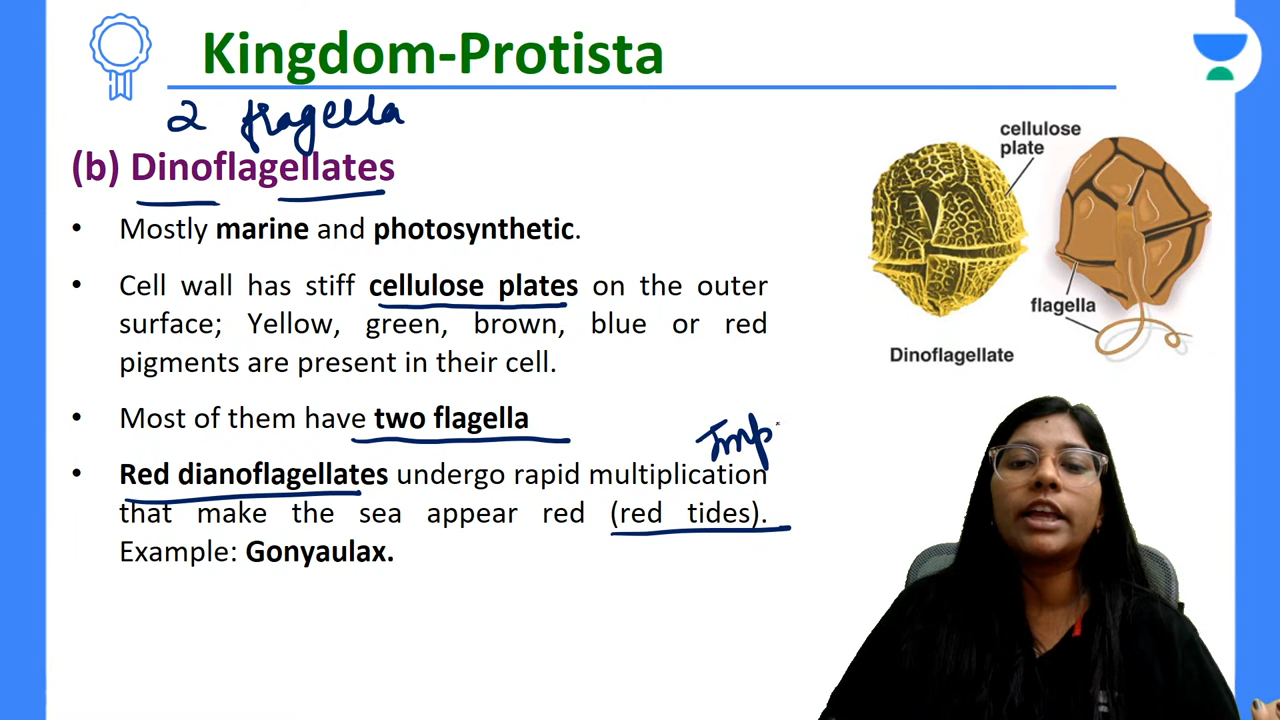 Kingdom-Protista
2 flagella
(b) Dinoflagellates
• Mostly marine and photosynthetic.
• Cell wall has stiff cellulose plates on the outer
surface; Yellow, green, brown, blue or red
pigments are present in their cell.
• Most of them have two flagella
Imp
• Red dianoflagellates undergo rapid multiplication
that make the sea appear red (red tides).
Example: Gonyaulax.
cellulose
plate
flagella
Dinoflagellate